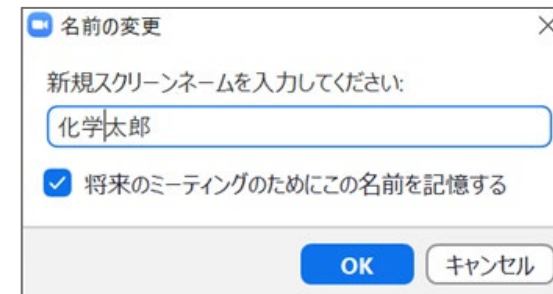 名前の変更
新規スクリーンネームを入力してください:
化学太郎
将来のミーティングのためにこの名前を記憶する
OK
キャンセル